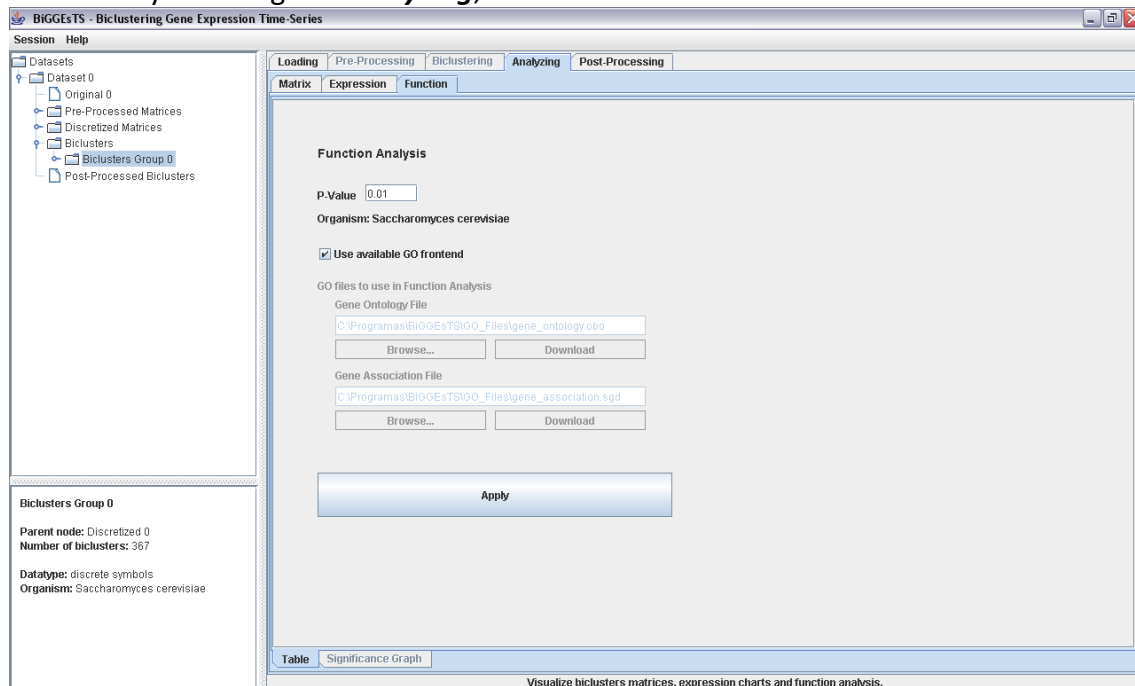 BiGGEsTS - Biclustering Gene Expression Time-Series
Session Help
Datasets
Dataset 0
Original 0
Pre-Processed Matrices
Discretized Matrices
Biclusters
Biclusters Group 0
Post-Processed Biclusters
Biclusters Group 0
Parent node: Discretized 0
Number of biclusters: 367
Datatype: discrete symbols
Organism: Saccharomyces cerevisiae
Loading Pre-Processing Biclustering Analyzing Post-Processing
Matrix Expression Function
Function Analysis
P-Value 0.01
Organism: Saccharomyces cerevisiae
Use available GO frontend
GO files to use in Function Analysis
Gene Ontology File
C:\Programas\BiGGEsTS\GO_Files\gene_ontology.obo
Browse... Download
Gene Association File
C:\Programas\BiGGEsTS\GO_Files\gene_association.sgd
Browse... Download
Apply
Table Significance Graph
Visualize biclusters matrices, expression charts and function analysis.